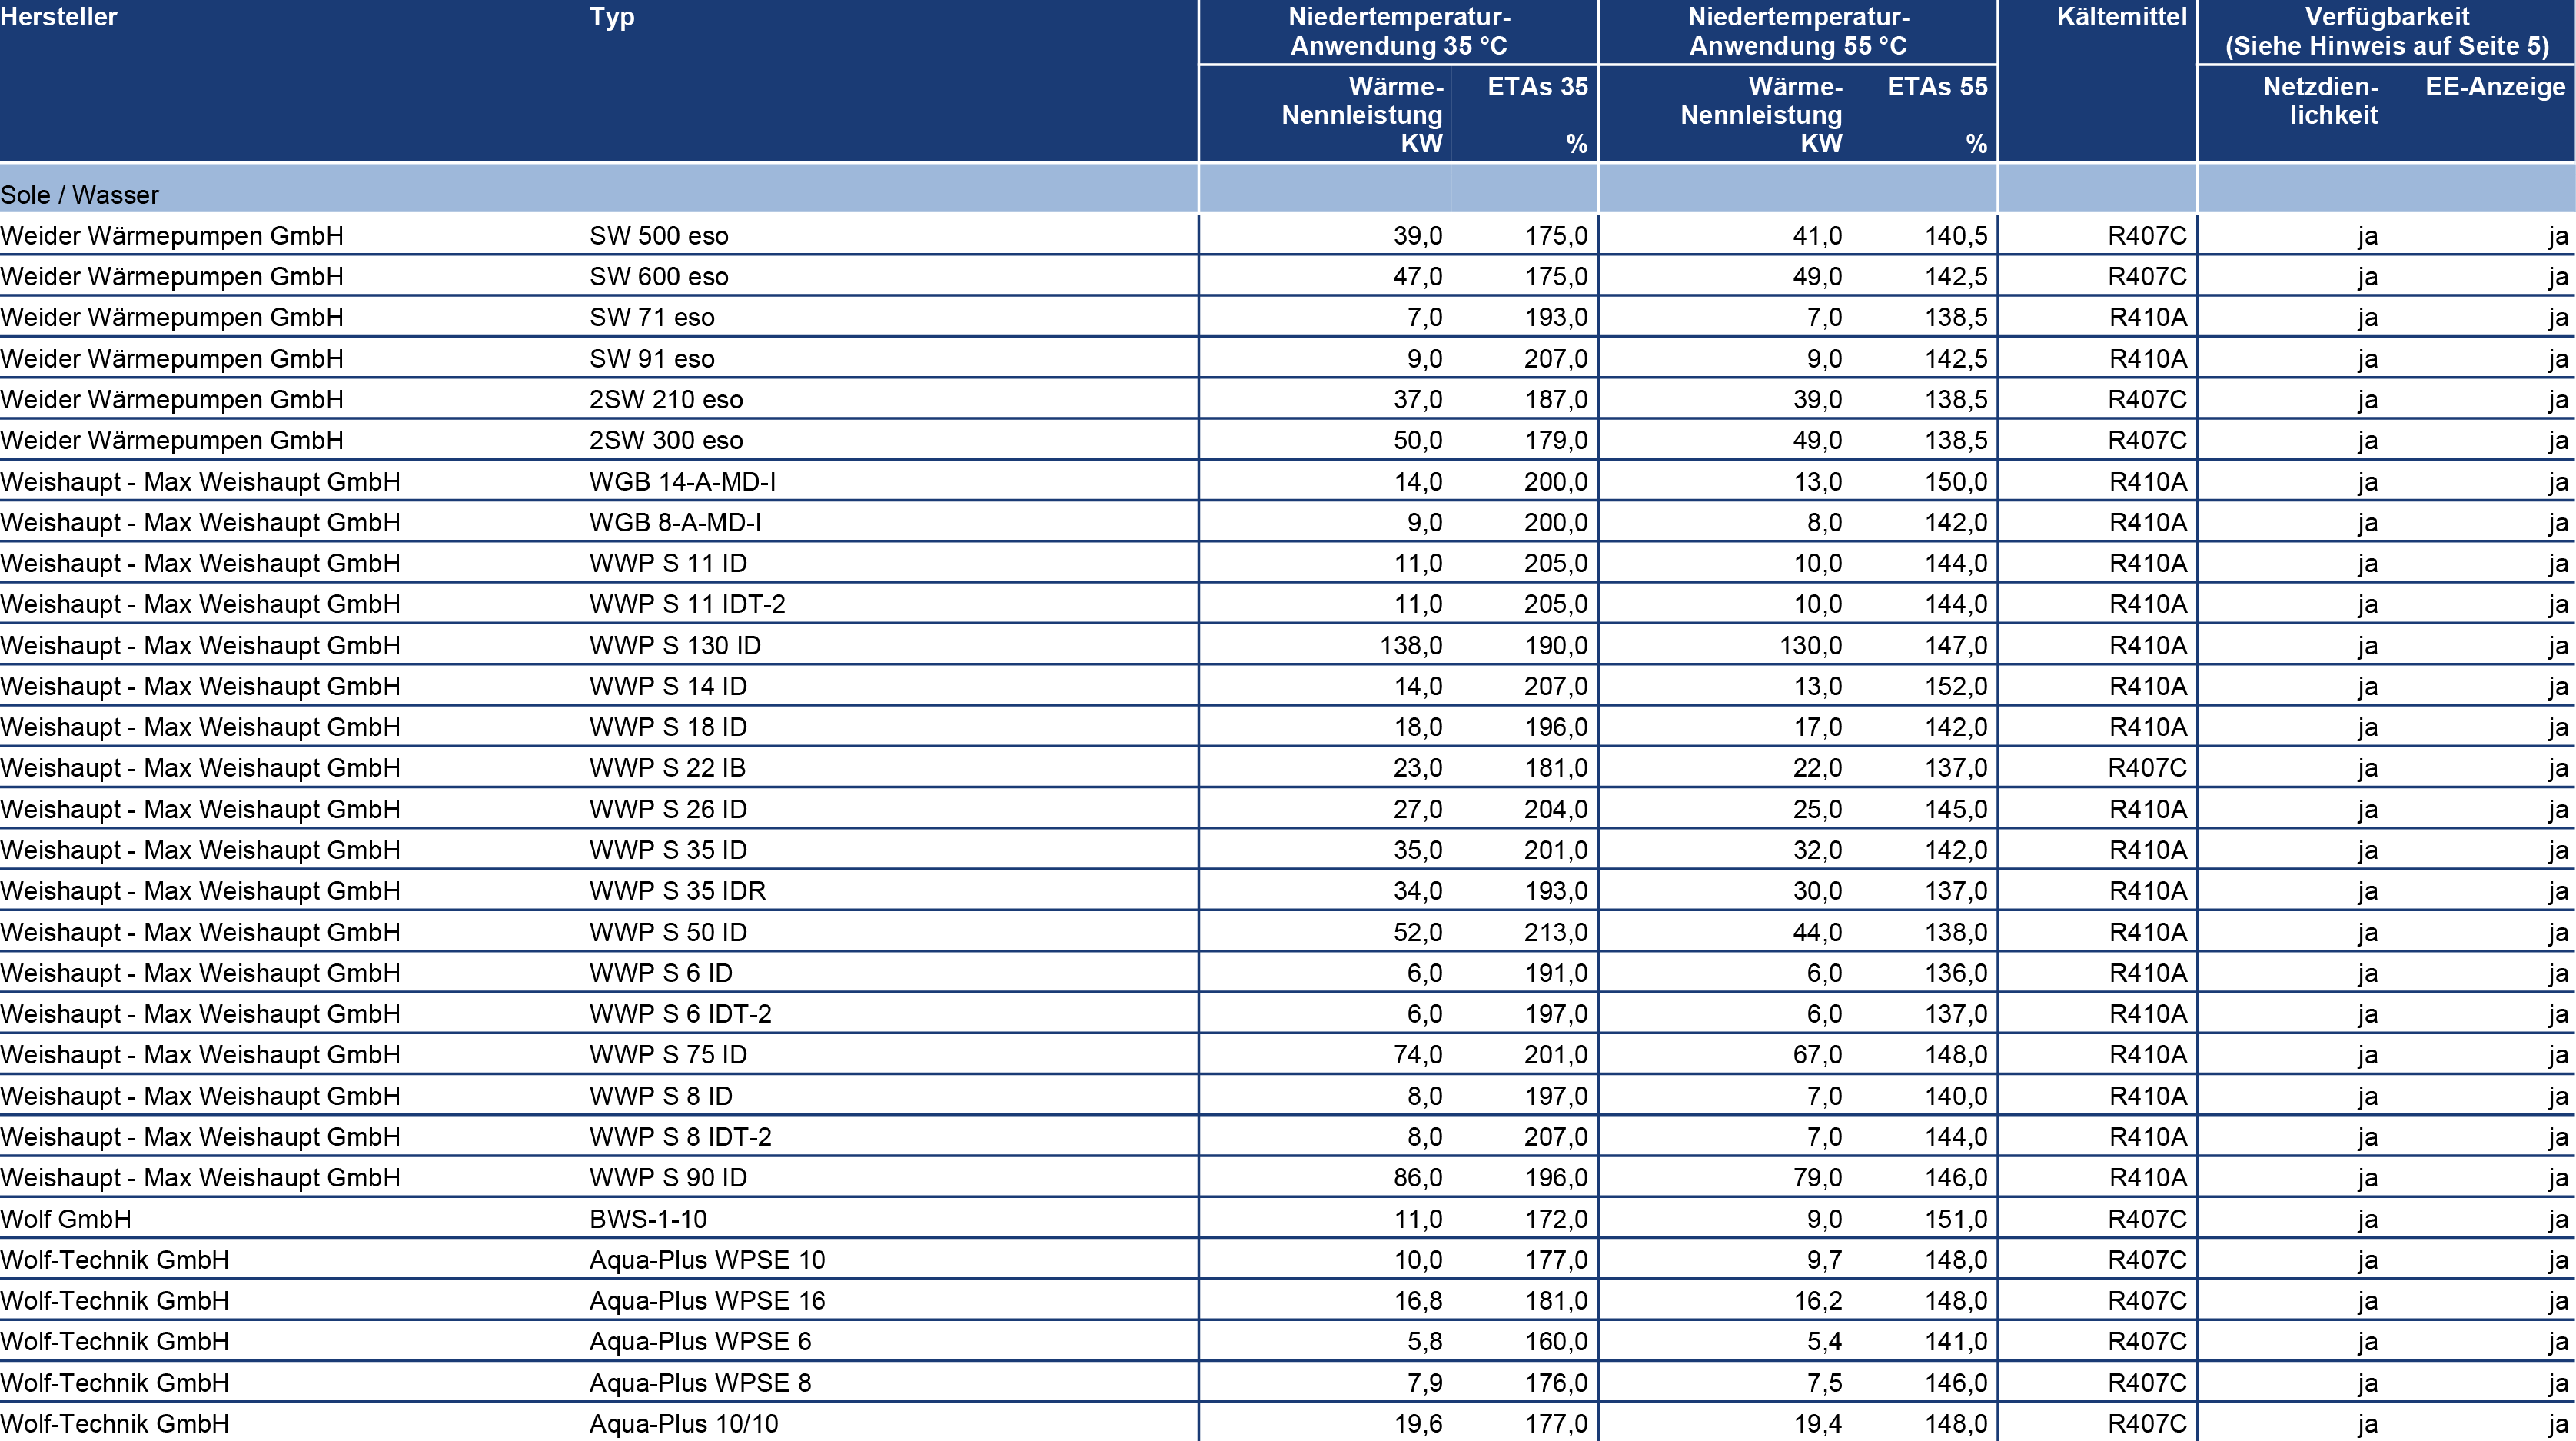 Hersteller Typ Niedertemperatur- Niedertemperatur- Kältemittel Verfügbarkeit
Anwendung 35 °C Anwendung 55 °C (Siehe Hinweis auf Seite 5)
Wärme- ETAs 35 Wärme- ETAs 55 Netzdien- EE-Anzeige
Nennleistung Nennleistung lichkeit
KW % KW %
Sole / Wasser
Weider Wärmepumpen GmbH SW 500 eso 39,0 175,0 41,0 140,5 R407C ja ja
Weider Wärmepumpen GmbH SW 600 eso 47,0 175,0 49,0 142,5 R407C ja ja
Weider Wärmepumpen GmbH SW 71 eso 7,0 193,0 7,0 138,5 R410A ja ja
Weider Wärmepumpen GmbH SW 91 eso 9,0 207,0 9,0 142,5 R410A ja ja
Weider Wärmepumpen GmbH 2SW 210 eso 37,0 187,0 39,0 138,5 R407C ja ja
Weider Wärmepumpen GmbH 2SW 300 eso 50,0 179,0 49,0 138,5 R407C ja ja
Weishaupt - Max Weishaupt GmbH WGB 14-A-MD-I 14,0 200,0 13,0 150,0 R410A ja ja
Weishaupt - Max Weishaupt GmbH WGB 8-A-MD-I 9,0 200,0 8,0 142,0 R410A ja ja
Weishaupt - Max Weishaupt GmbH WWP S 11 ID 11,0 205,0 10,0 144,0 R410A ja ja
Weishaupt - Max Weishaupt GmbH WWP S 11 IDT-2 11,0 205,0 10,0 144,0 R410A ja ja
Weishaupt - Max Weishaupt GmbH WWP S 130 ID 138,0 190,0 130,0 147,0 R410A ja ja
Weishaupt - Max Weishaupt GmbH WWP S 14 ID 14,0 207,0 13,0 152,0 R410A ja ja
Weishaupt - Max Weishaupt GmbH WWP S 18 ID 18,0 196,0 17,0 142,0 R410A ja ja
Weishaupt - Max Weishaupt GmbH WWP S 22 IB 23,0 181,0 22,0 137,0 R407C ja ja
Weishaupt - Max Weishaupt GmbH WWP S 26 ID 27,0 204,0 25,0 145,0 R410A ja ja
Weishaupt - Max Weishaupt GmbH WWP S 35 ID 35,0 201,0 32,0 142,0 R410A ja ja
Weishaupt - Max Weishaupt GmbH WWP S 35 IDR 34,0 193,0 30,0 137,0 R410A ja ja
Weishaupt - Max Weishaupt GmbH WWP S 50 ID 52,0 213,0 44,0 138,0 R410A ja ja
Weishaupt - Max Weishaupt GmbH WWP S 6 ID 6,0 191,0 6,0 136,0 R410A ja ja
Weishaupt - Max Weishaupt GmbH WWP S 6 IDT-2 6,0 197,0 6,0 137,0 R410A ja ja
Weishaupt - Max Weishaupt GmbH WWP S 75 ID 74,0 201,0 67,0 148,0 R410A ja ja
Weishaupt - Max Weishaupt GmbH WWP S 8 ID 8,0 197,0 7,0 140,0 R410A ja ja
Weishaupt - Max Weishaupt GmbH WWP S 8 IDT-2 8,0 207,0 7,0 144,0 R410A ja ja
Weishaupt - Max Weishaupt GmbH WWP S 90 ID 86,0 196,0 79,0 146,0 R410A ja ja
Wolf GmbH BWS-1-10 11,0 172,0 9,0 151,0 R407C ja ja
Wolf-Technik GmbH Aqua-Plus WPSE 10 10,0 177,0 9,7 148,0 R407C ja ja
Wolf-Technik GmbH Aqua-Plus WPSE 16 16,8 181,0 16,2 148,0 R407C ja ja
Wolf-Technik GmbH Aqua-Plus WPSE 6 5,8 160,0 5,4 141,0 R407C ja ja
Wolf-Technik GmbH Aqua-Plus WPSE 8 7,9 176,0 7,5 146,0 R407C ja ja
Wolf-Technik GmbH Aqua-Plus 10/10 19,6 177,0 19,4 148,0 R407C ja ja